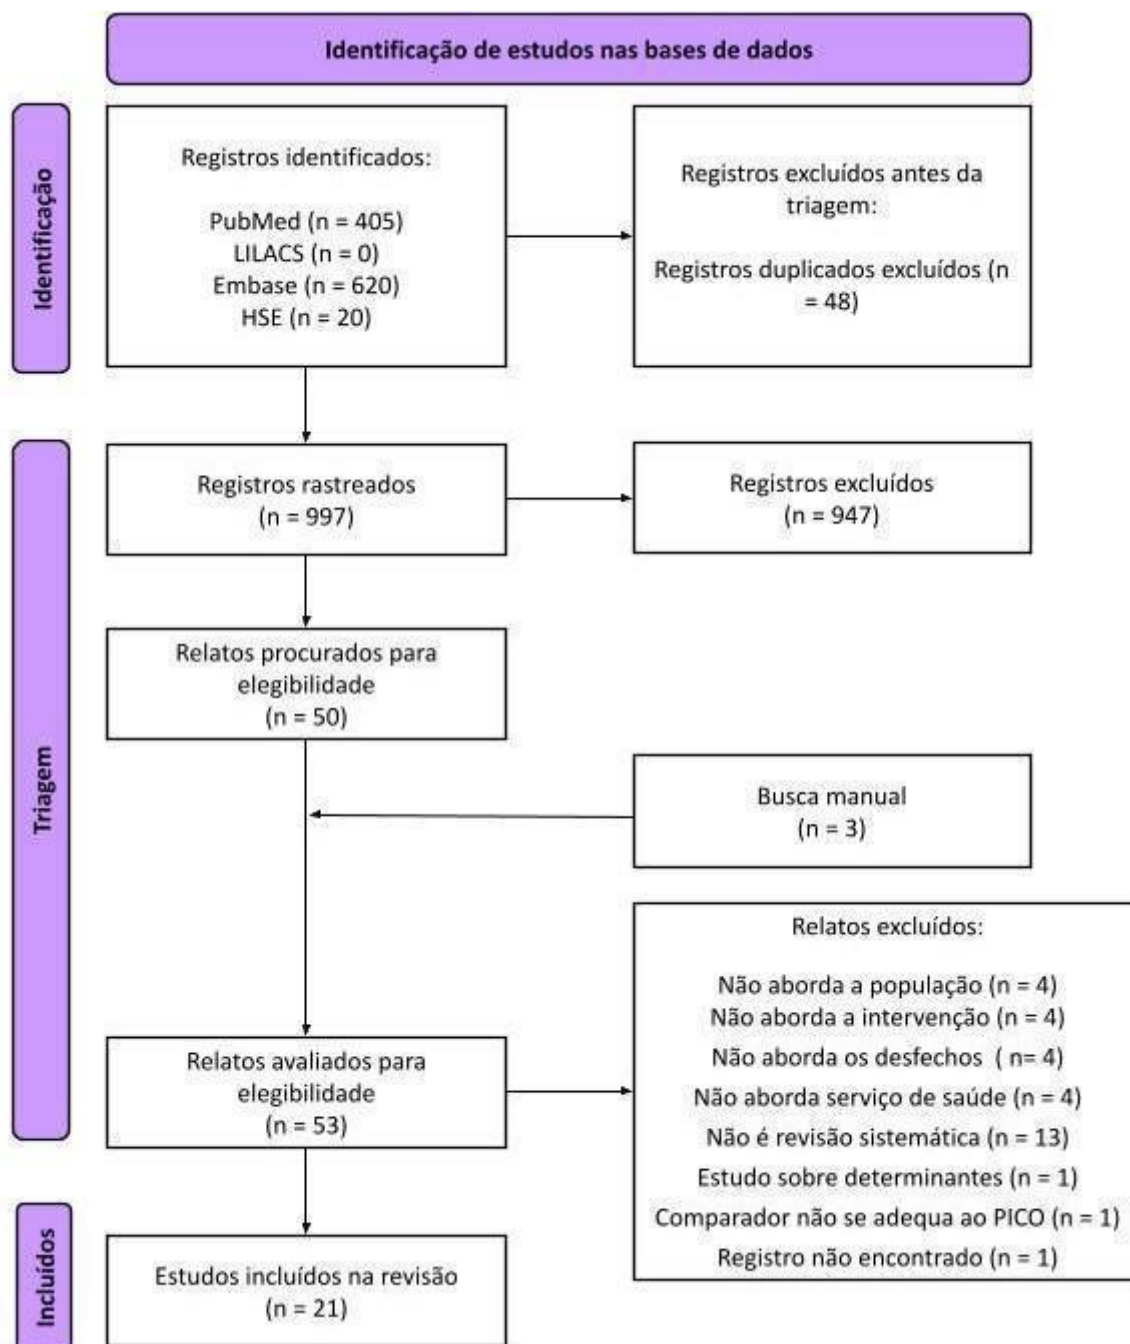 Identificação de estudos nas bases de dados
Identificação
Registros identificados:
PubMed (n = 405)
LILACS (n = 0)
Embase (n = 620)
HSE (n = 20)
Registros excluídos antes da
triagem:
Registros duplicados excluídos (n
= 48)
Triagem
Registros rastreados
(n = 997)
Registros excluídos
(n = 947)
Relatos procurados para
elegibilidade
(n = 50)
Busca manual
(n = 3)
Relatos avaliados para
elegibilidade
(n = 53)
Relatos excluídos:
Não aborda a população (n = 4)
Não aborda a intervenção (n = 4)
Não aborda os desfechos ( n= 4)
Não aborda serviço de saúde (n = 4)
Não é revisão sistemática (n = 13)
Estudo sobre determinantes (n = 1)
Comparador não se adequa ao PICO (n = 1)
Registro não encontrado (n = 1)
Incluídos
Estudos incluídos na revisão
(n = 21)